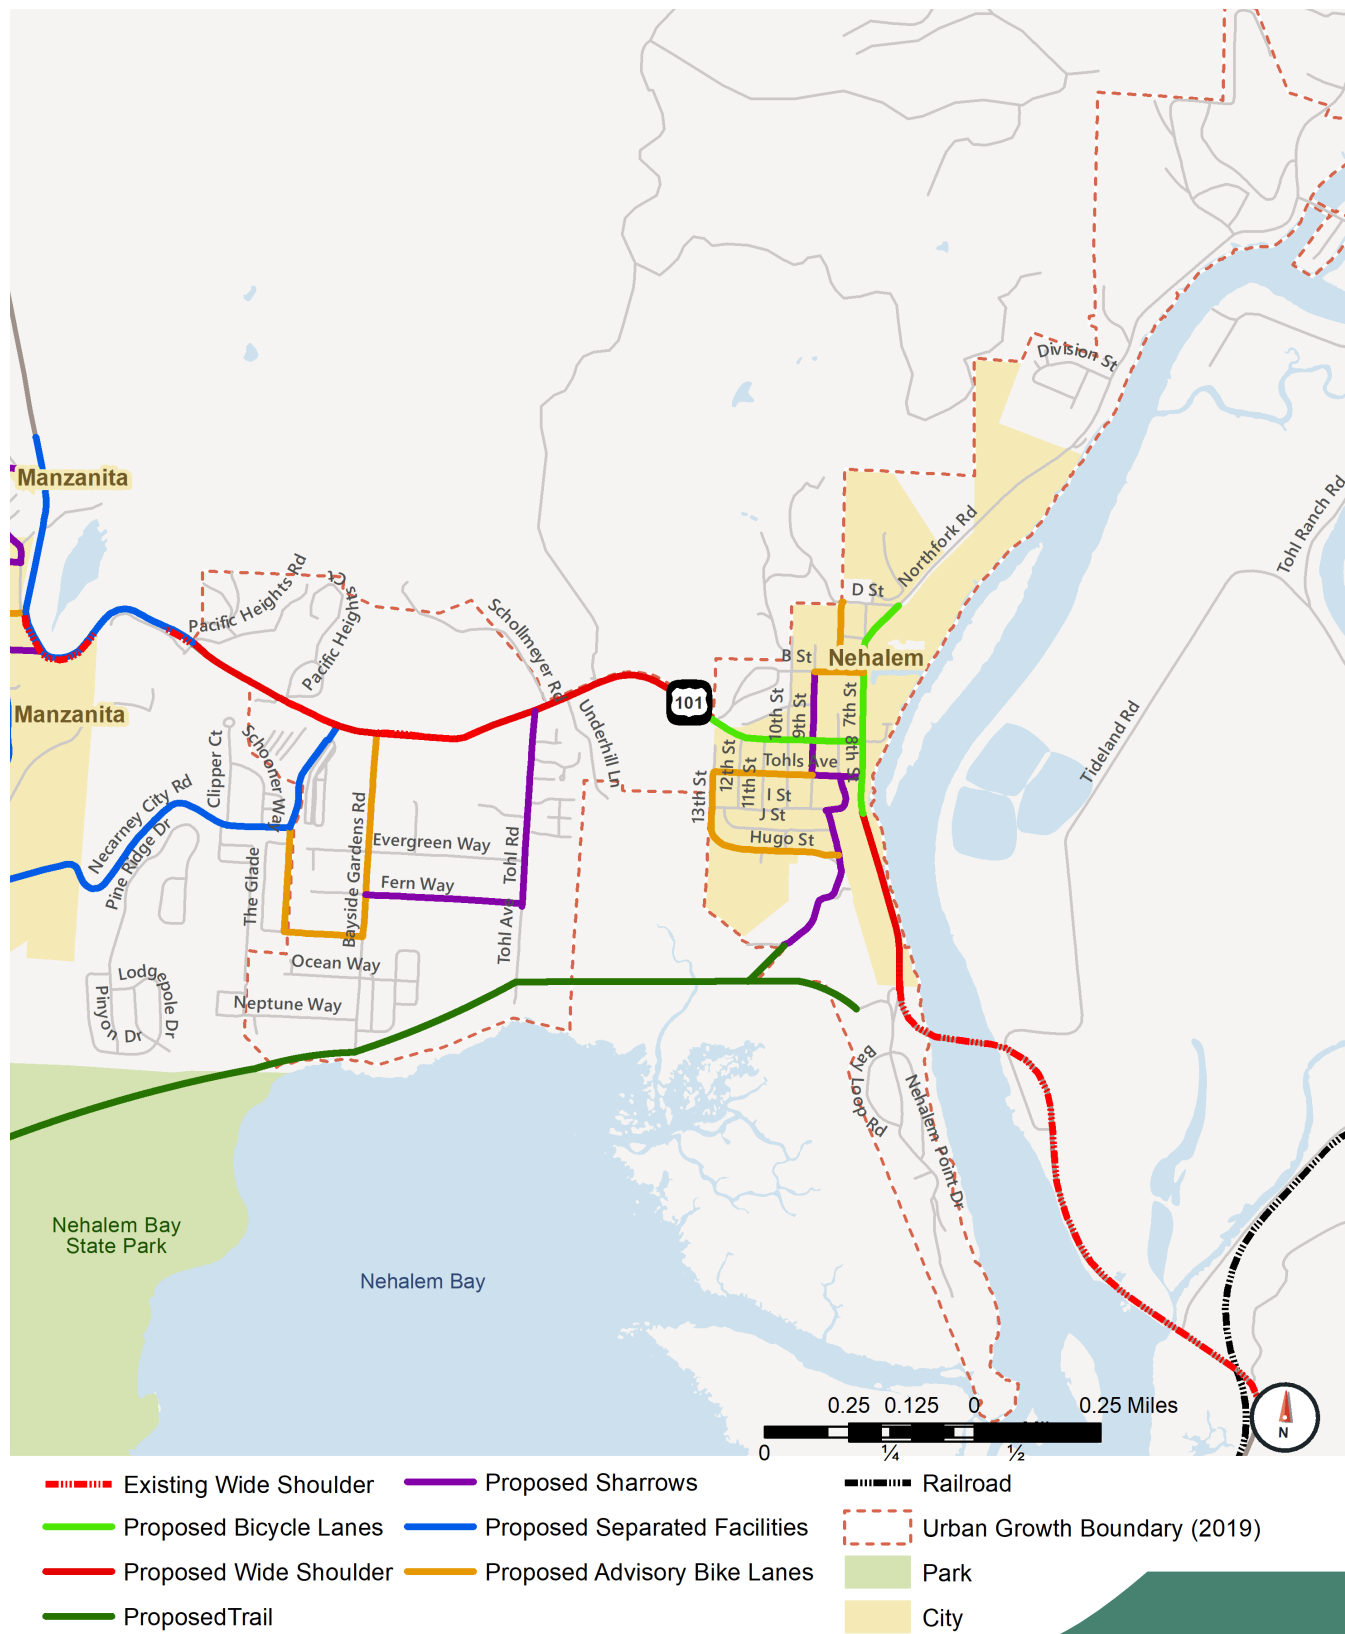 Division St
Manzanita
Tohl Ranch Rd
Northfork Rd
Pacific Heights Rd
D St
Pacific Heights Ct
Schollmeyer Rd
B St
Nehalem
101
Manzanita
Underhill Ln
10th St
9th St
7th St
8th St
Tideland Rd
Schooner Way
Clipper Ct
12th St
11th St
Tohls Ave
13th St
I St
J St
Necarney City Rd
Pine Ridge Dr
Bayside Gardens Rd
Evergreen Way
Tohl Rd
Hugo St
The Glade
Fern Way
Tohl Ave
Ocean Way
Lodgepole Dr
Pinyon Dr
Neptune Way
Bay Loop Rd
Nehalem Point Dr
Nehalem Bay
State Park
Nehalem Bay
0.25 0.125 0 0.25 Miles
0 ¼ ½
N
Existing Wide Shoulder
Proposed Sharrows
Railroad
Proposed Bicycle Lanes
Proposed Separated Facilities
Urban Growth Boundary (2019)
Proposed Wide Shoulder
Proposed Advisory Bike Lanes
Park
ProposedTrail
City